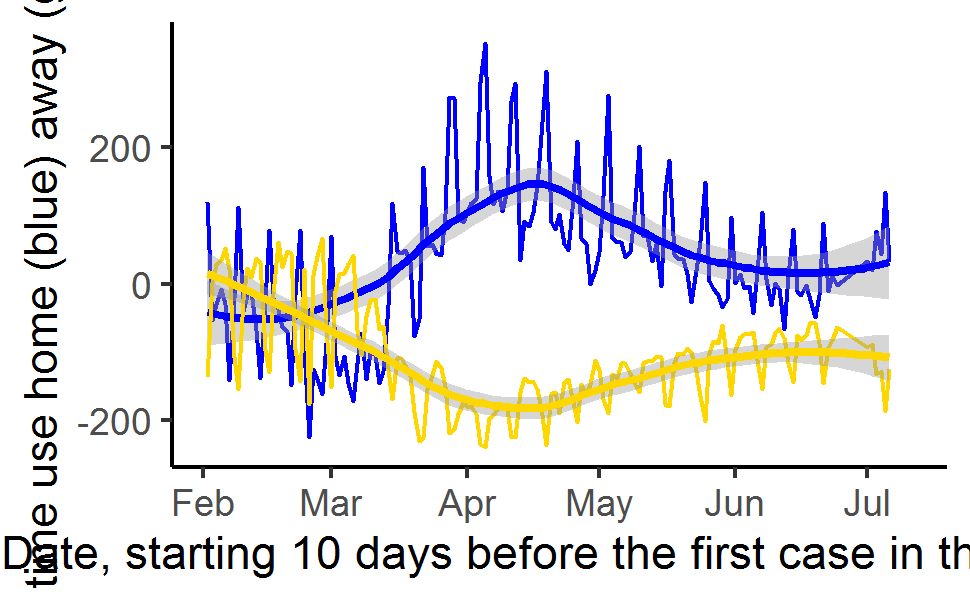 time use home (blue) away (
200
0
-200
Feb Mar Apr May Jun Jul
Date, starting 10 days before the first case in th